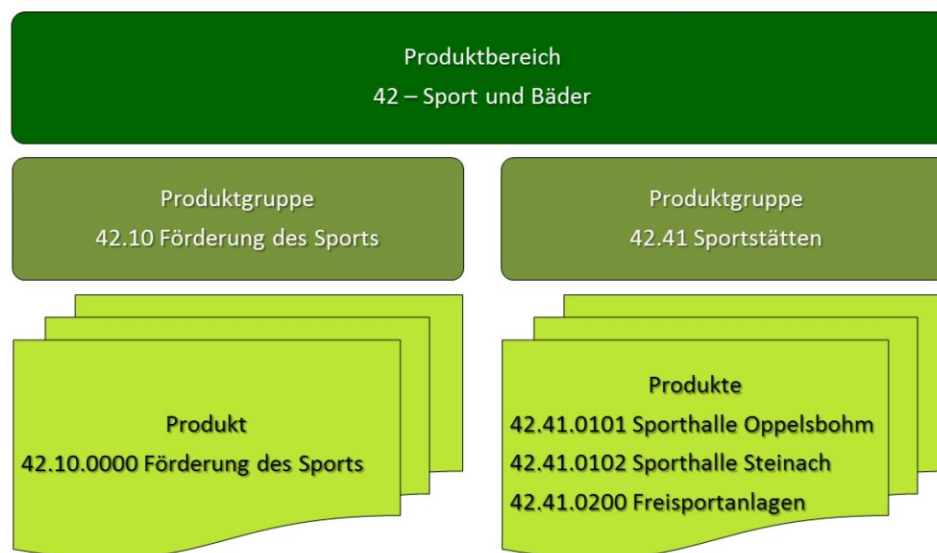 Produktbereich
42 – Sport und Bäder
Produktgruppe
42.10 Förderung des Sports
Produktgruppe
42.41 Sportstätten
Produkt
42.10.0000 Förderung des Sports
Produkte
42.41.0101 Sporthalle Oppelsbohm
42.41.0102 Sporthalle Steinach
42.41.0200 Freisportanlagen